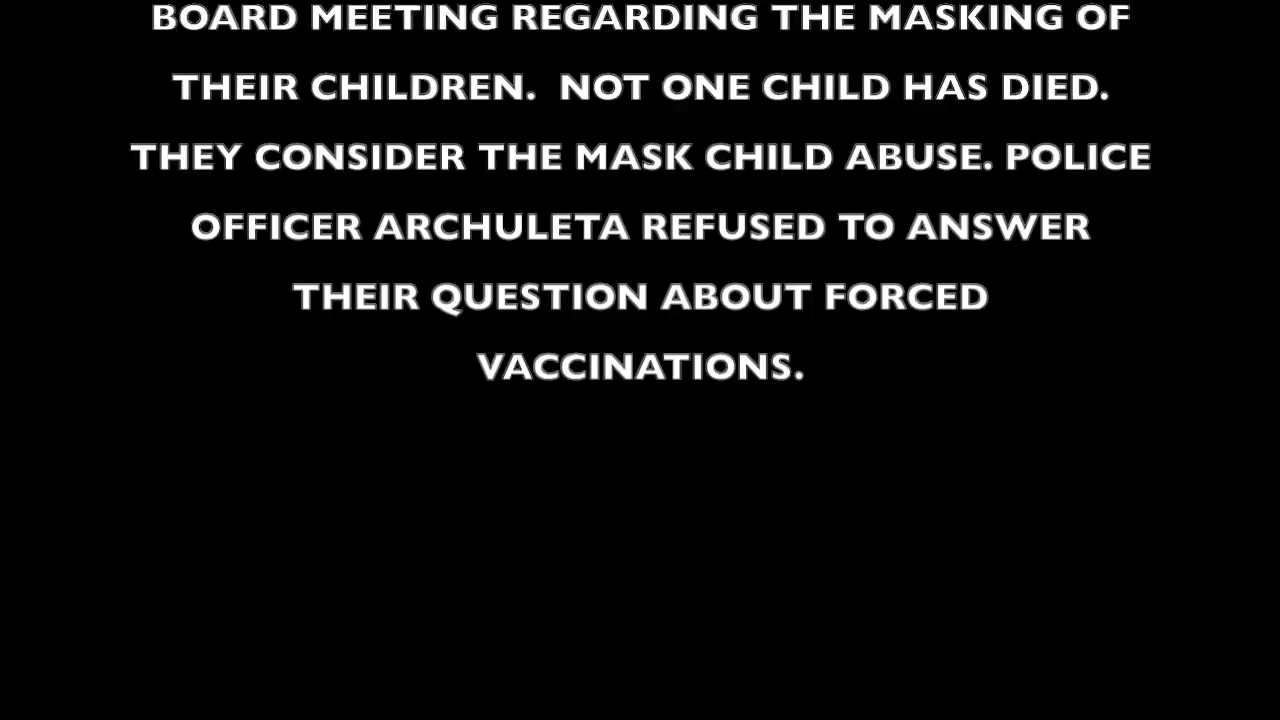 BOARD MEETING REGARDING THE MASKING OF
THEIR CHILDREN.  NOT ONE CHILD HAS DIED.
THEY CONSIDER THE MASK CHILD ABUSE. POLICE
OFFICER ARCHULETA REFUSED TO ANSWER
THEIR QUESTION ABOUT FORCED
VACCINATIONS.